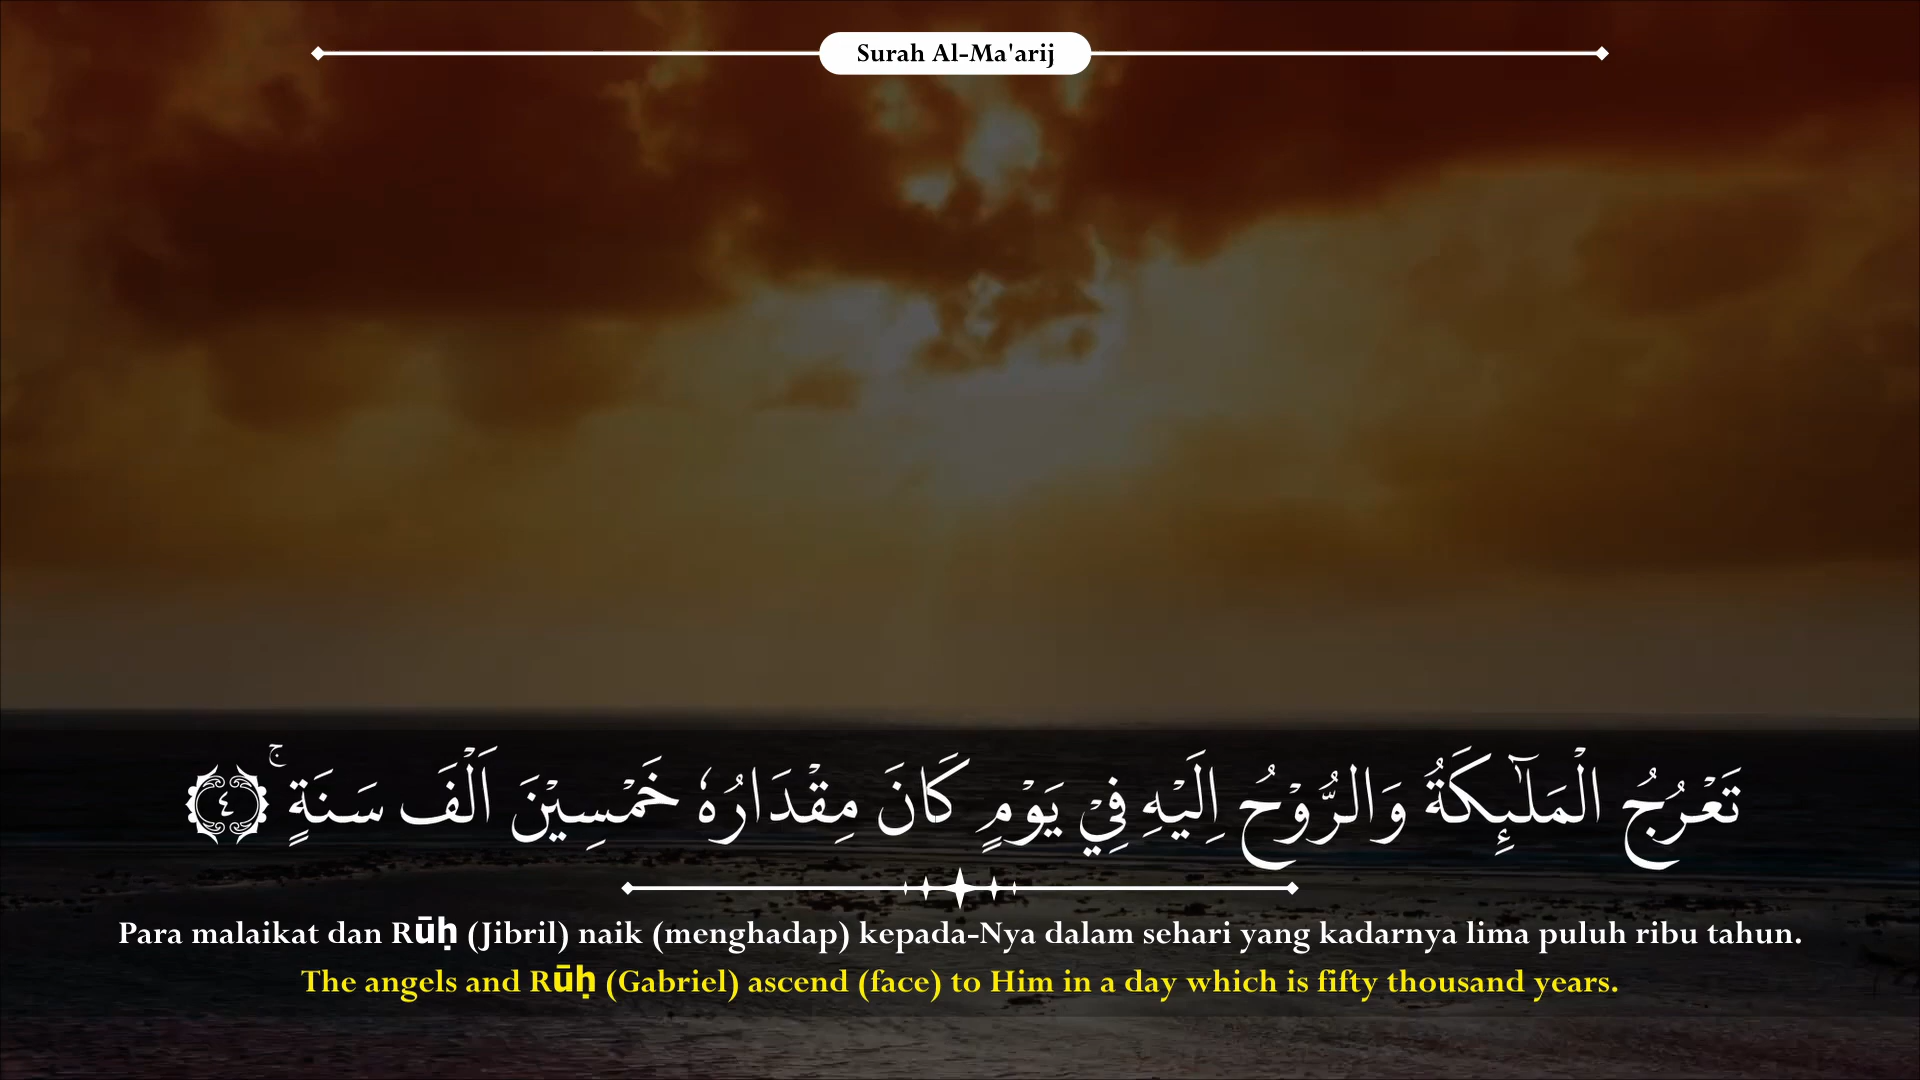 Surah Al-Ma'arij
تَعْرُجُ الْمَلٰۤىِٕكَةُ وَالرُّوْحُ اِلَيْهِ فِيْ يَوْمٍ كَانَ مِقْدَارُهٗ خَمْسِيْنَ اَلْفَ سَنَةٍۚ ٤
Para malaikat dan Rūḥ (Jibril) naik (menghadap) kepada-Nya dalam sehari yang kadarnya lima puluh ribu tahun.
The angels and Rūḥ (Gabriel) ascend (face) to Him in a day which is fifty thousand years.